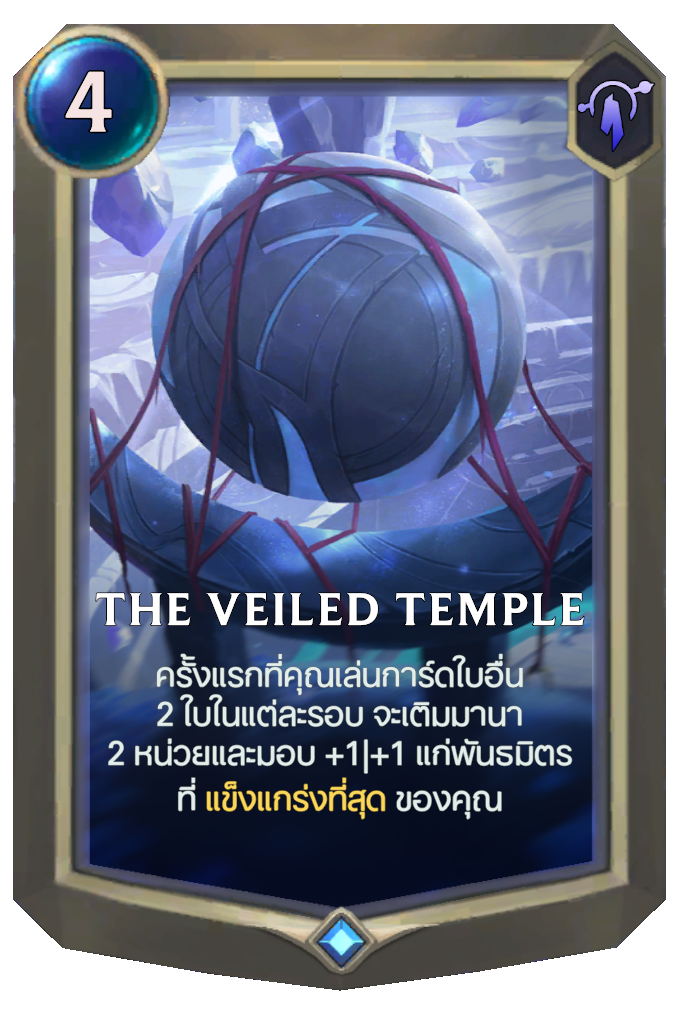 4
THE VEILED TEMPLE
ครั้งแรกที่คุณเล่นการ์ดใบอื่น
2 ใบในแต่ละรอบ จะเติมมานา
2 หน่วยและมอบ +1|+1 แก่พันธมิตร
ที่ แข็งแกร่งที่สุด ของคุณ